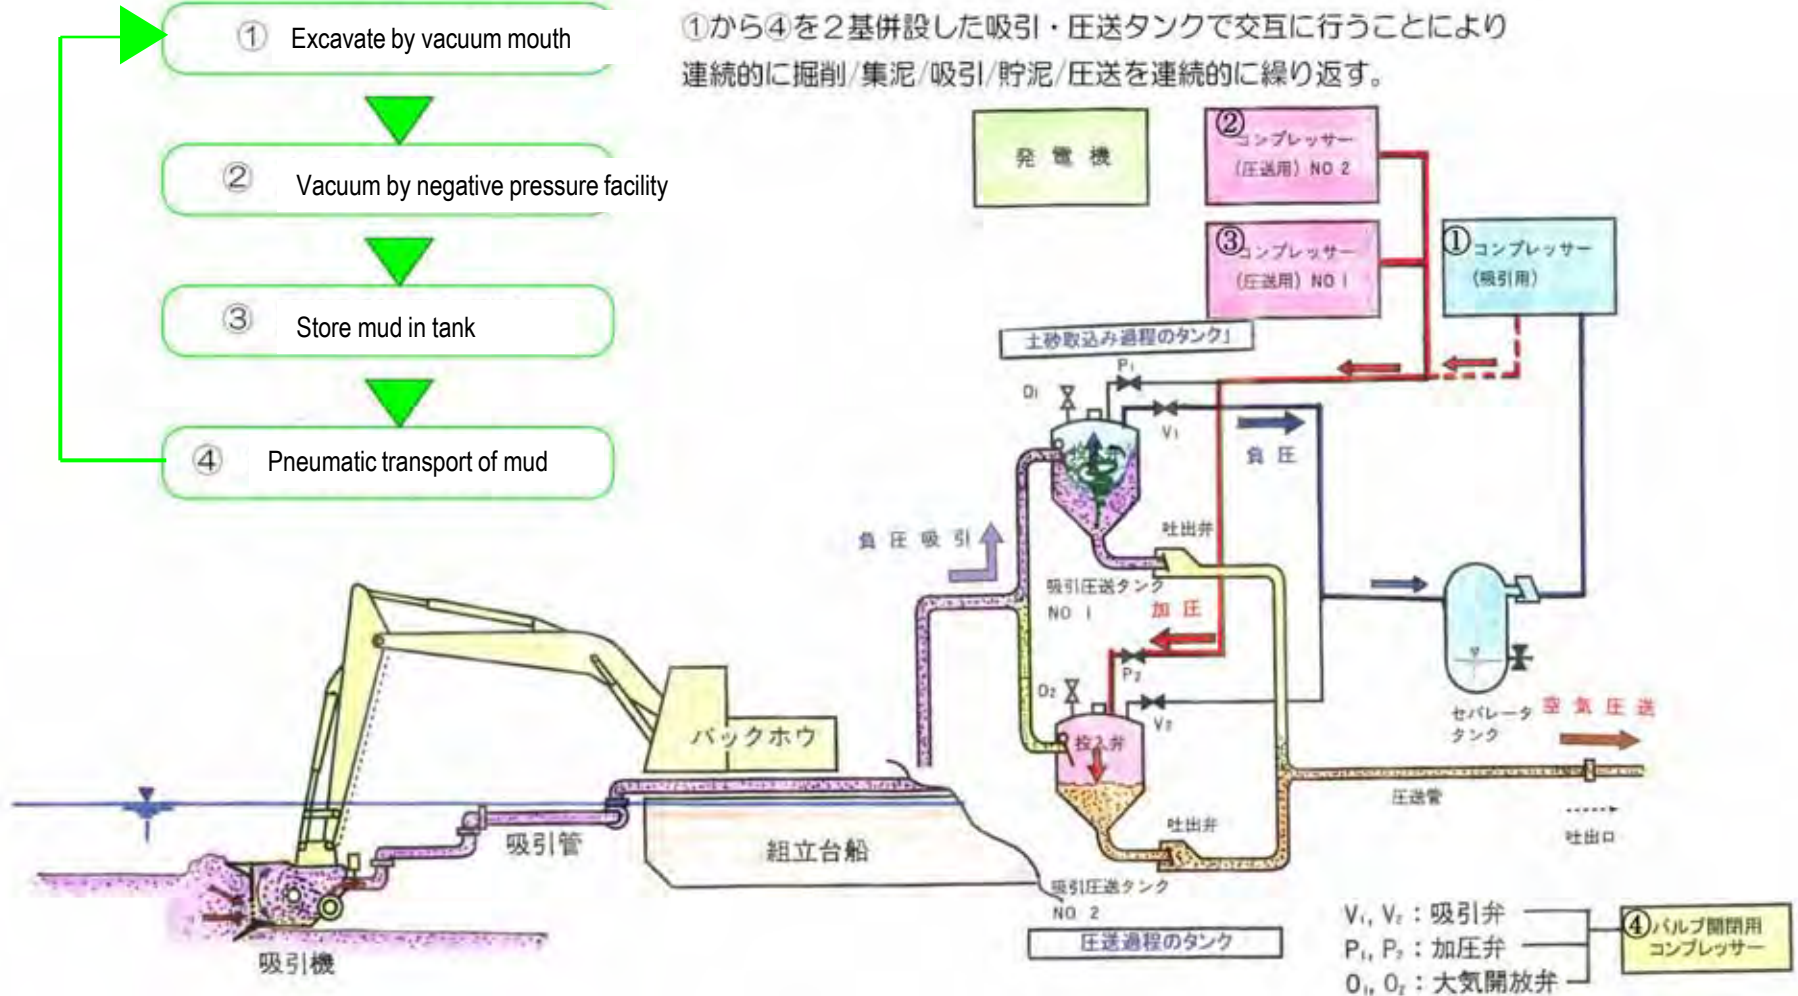 ① Excavate by vacuum mouth
② Vacuum by negative pressure facility
③ Store mud in tank
④ Pneumatic transport of mud
①から④を２基併設した吸引・圧送タンクで交互に行うことにより
連続的に掘削/集泥/吸引/貯泥/圧送を連続的に繰り返す。
発電機
②コンプレッサー
(圧送用) NO 2
③コンプレッサー
(圧送用) NO 1
①コンプレッサー
(吸引用)
土砂取込み過程のタンク」
P₁
O₁
V₁
負圧
負圧吸引
吐出弁
吸引圧送タンク
NO 1
加圧
P₂
O₂
V₂
投入弁
セパレータ
タンク
空気圧送
圧送管
吐出口
吐出弁
吸引圧送タンク
NO 2
圧送過程のタンク
バックホウ
吸引管
組立台船
吸引機
V₁, V₂：吸引弁
P₁, P₂：加圧弁
O₁, O₂：大気開放弁
④バルブ開閉用
コンプレッサー